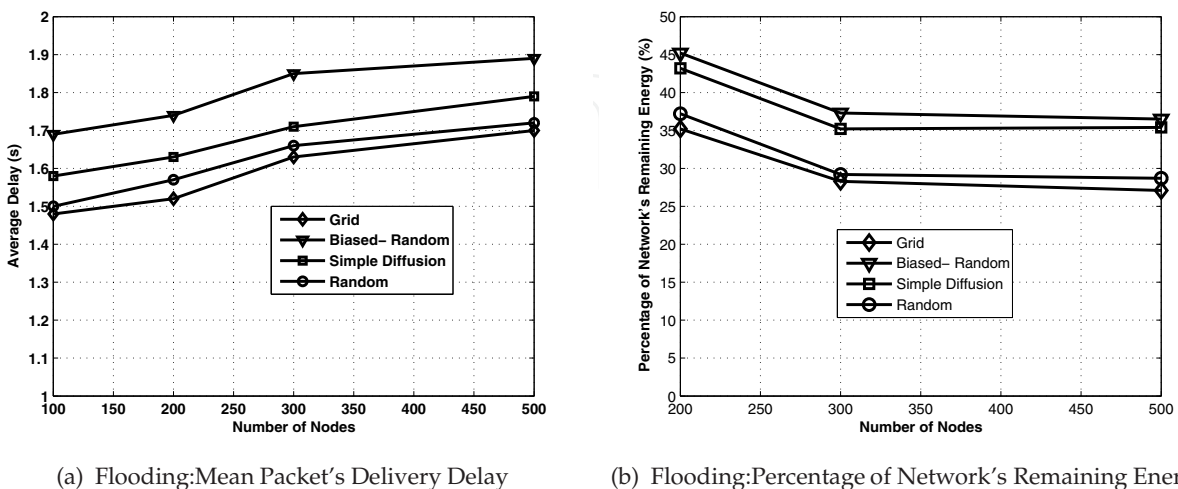 2
1.9
1.8
1.7
1.6
1.5
1.4
1.3
1.2
1.1
1
Average Delay (s)
Grid
Biased− Random
Simple Diffusion
Random
100 150 200 250 300 350 400 450 500
Number of Nodes
(a) Flooding:Mean Packet's Delivery Delay
50
45
40
35
30
25
20
15
10
5
0
Percentage of Network's Remaining Energy (%)
Grid
Biased− Random
Simple Diffusion
Random
200 250 300 350 400 450 500
Number of Nodes
(b) Flooding:Percentage of Network's Remaining Ener